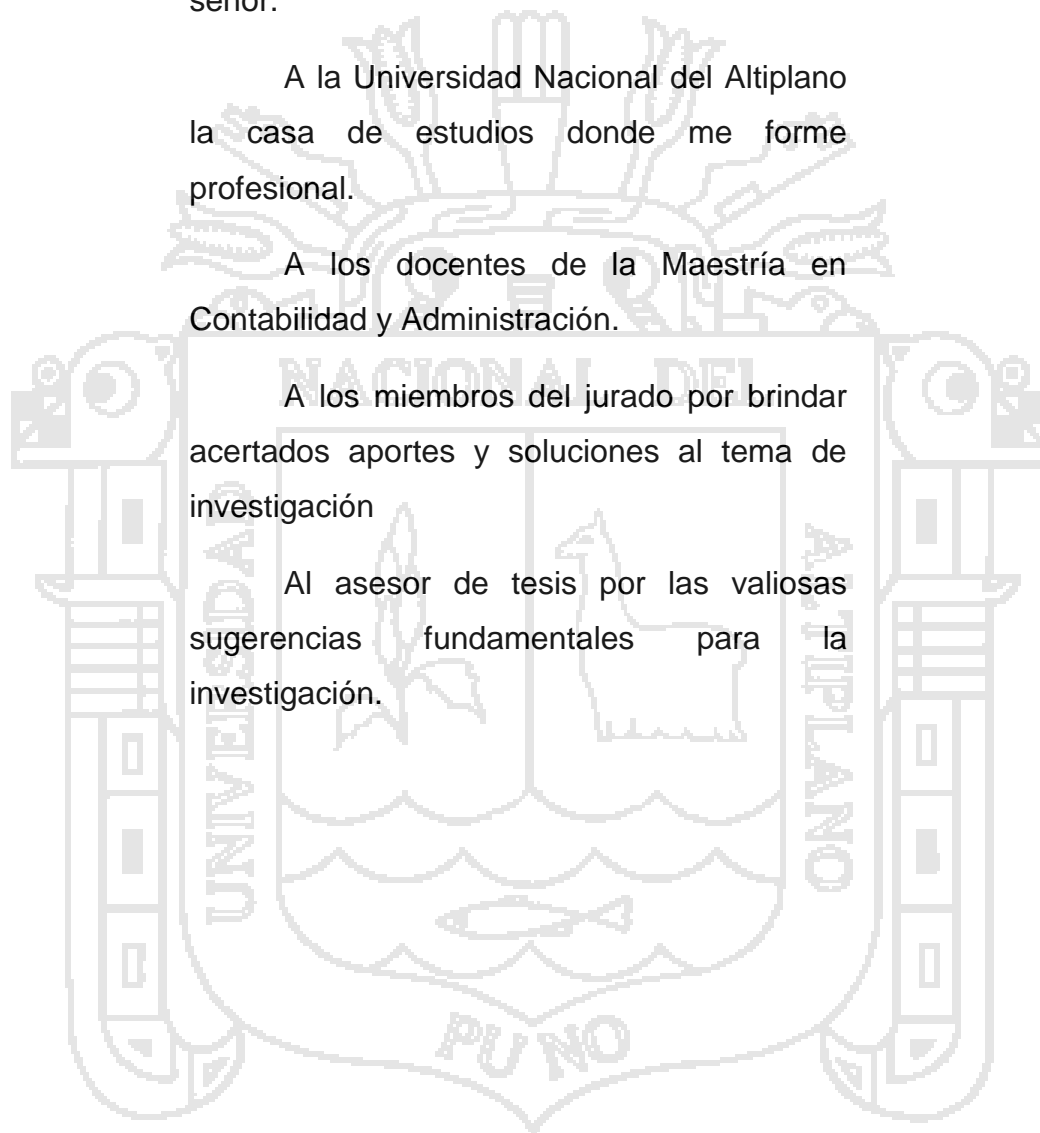 señor.
A la Universidad Nacional del Altiplano
la casa de estudios donde me forme
profesional.
A los docentes de la Maestría en
Contabilidad y Administración.
NACIONAL DEL
A los miembros del jurado por brindar
acertados aportes y soluciones al tema de
investigación
Al asesor de tesis por las valiosas
sugerencias fundamentales para la
investigación.
UNIVERSIDAD
ALTIPLANO
PUNO